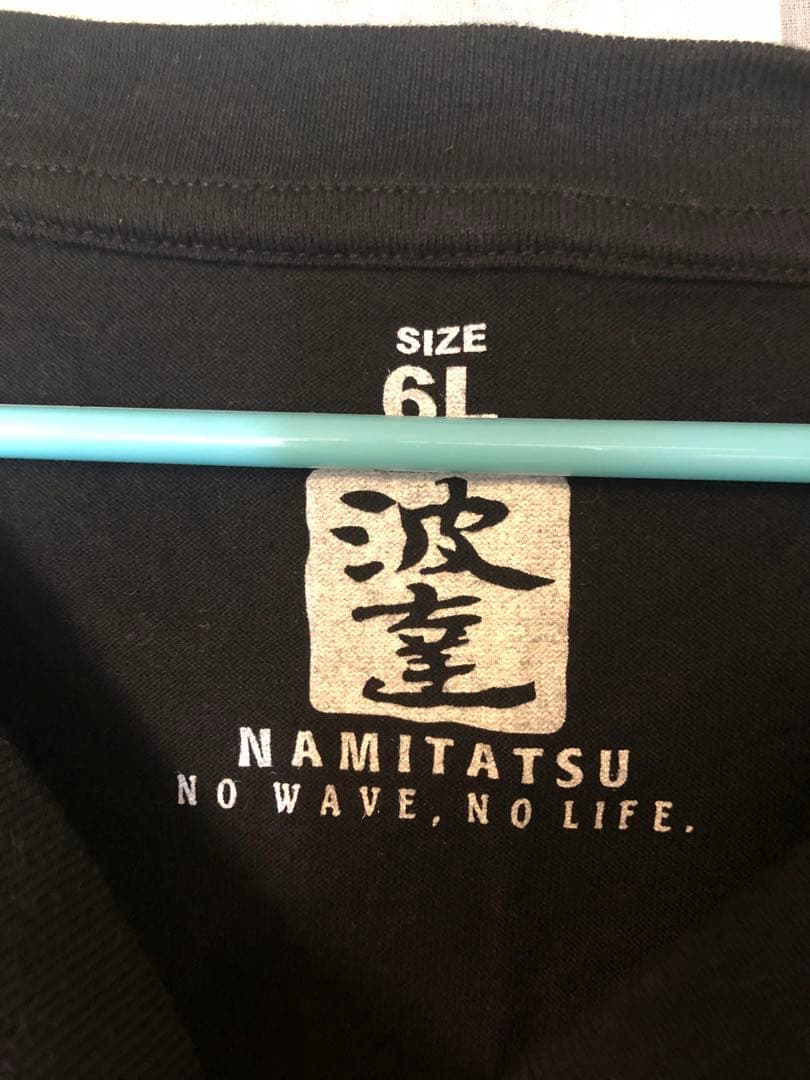 SIZE
6L
波
達
NAMITATSU
NO WAVE, NO LIFE.